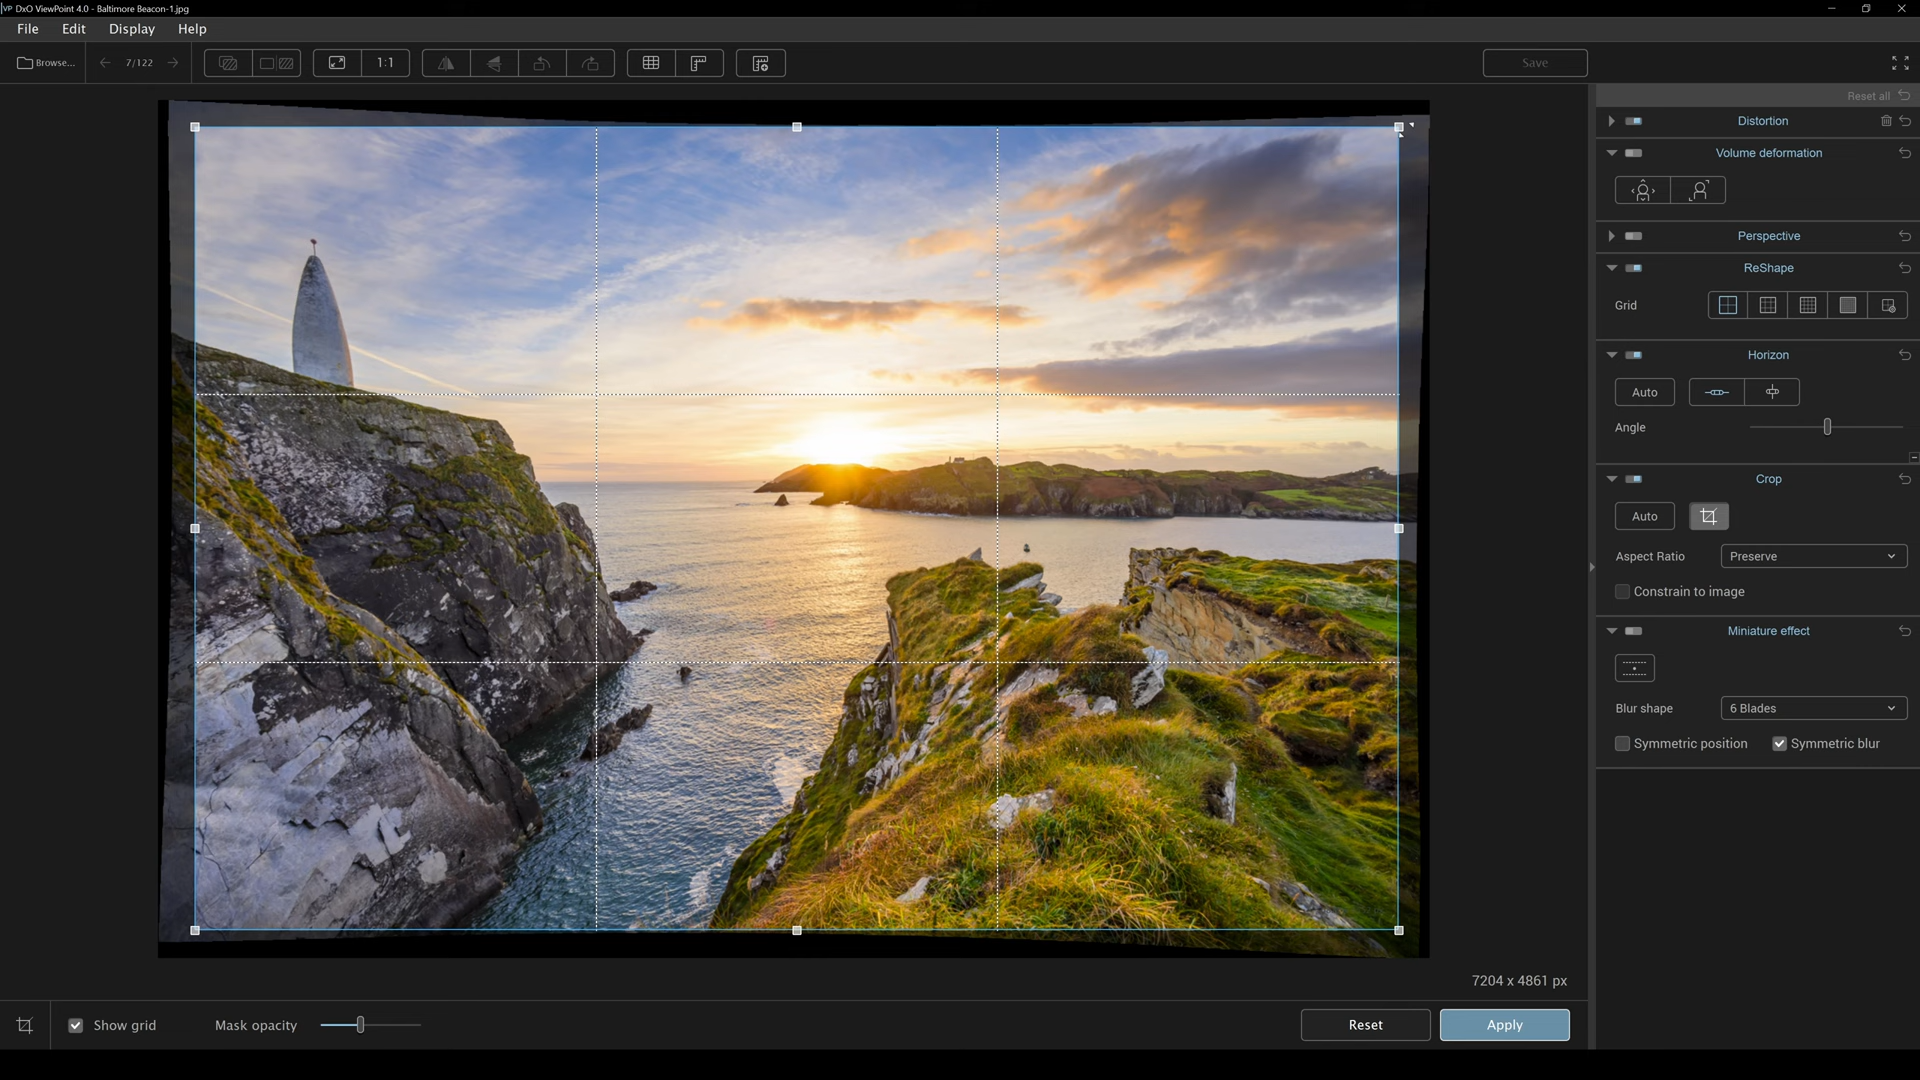 VP DxO ViewPoint 4.0 - Baltimore Beacon-1.jpg
File Edit Display Help
Browse... 7/122 1:1 Save
Reset all
Distortion
Volume deformation
Perspective
ReShape
Grid
Horizon
Auto
Angle
Crop
Auto
Aspect Ratio Preserve
Constrain to image
Miniature effect
Blur shape 6 Blades
Symmetric position Symmetric blur
7204 x 4861 px
Show grid Mask opacity Reset Apply